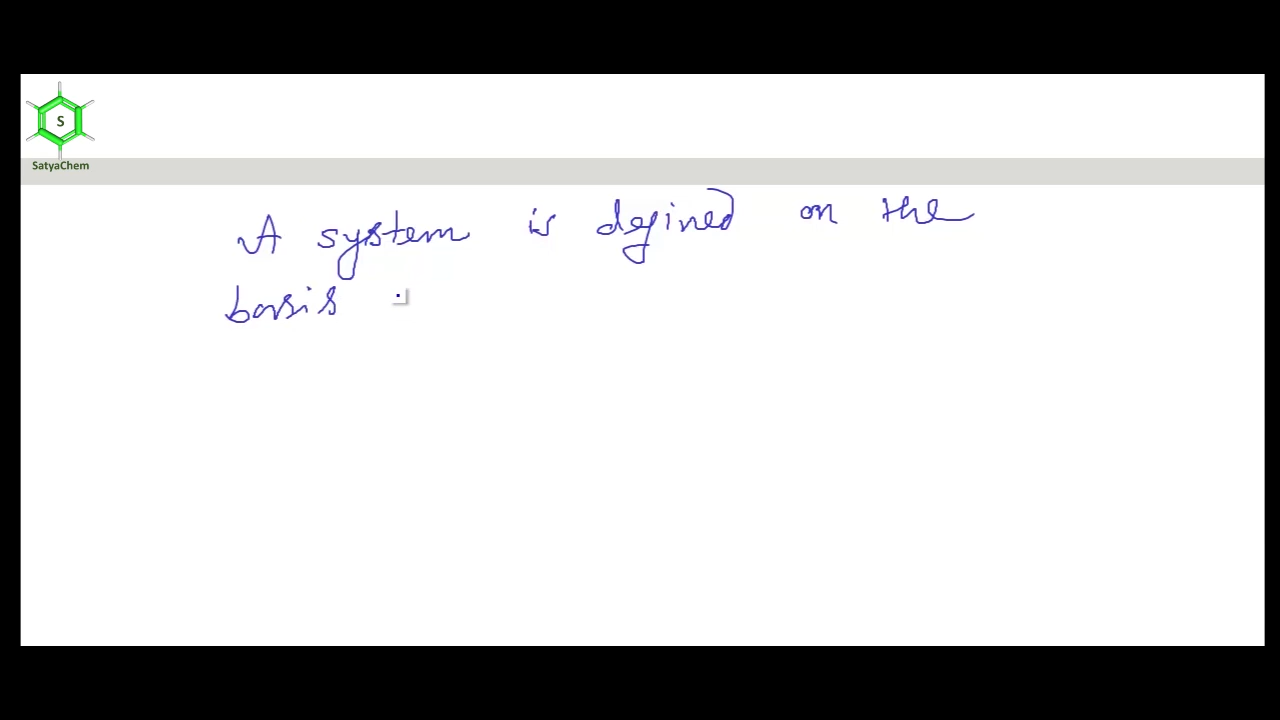 S
SatyaChem
A system is defined on the
basis